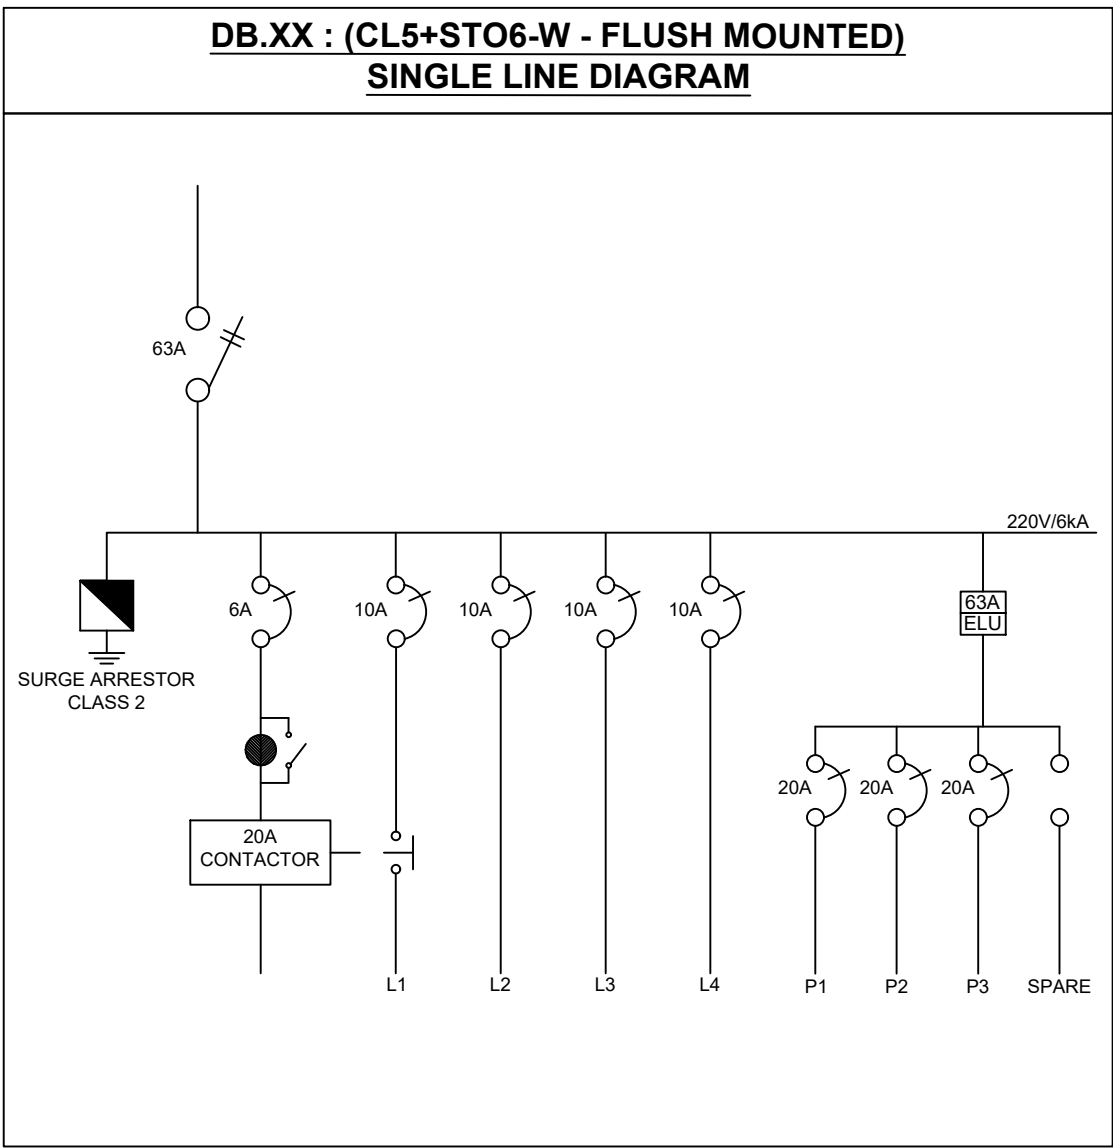 DB.XX : (CL5+STO6-W - FLUSH MOUNTED)
SINGLE LINE DIAGRAM
63A
220V/6kA
6A
10A
10A
10A
10A
63A
ELU
SURGE ARRESTOR
CLASS 2
20A
20A
20A
20A
CONTACTOR
L1
L2
L3
L4
P1
P2
P3
SPARE